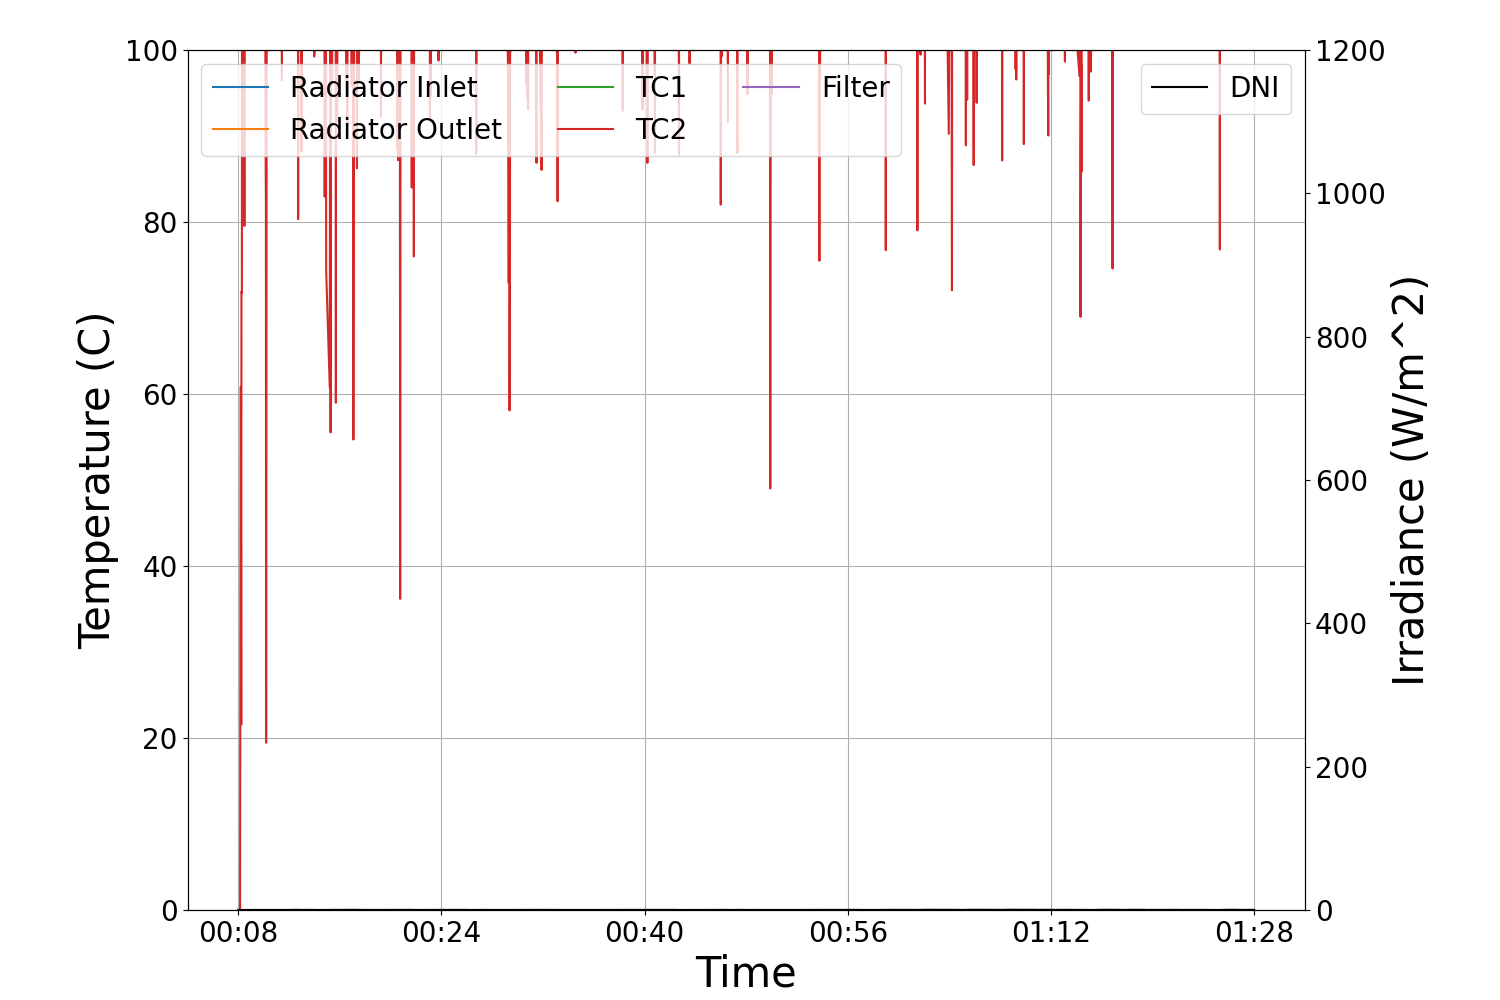 100
80
60
40
20
0
Temperature (C)
Radiator Inlet
Radiator Outlet
TC1
TC2
Filter
DNI
1200
1000
800
600
400
200
0
Irradiance (W/m^2)
00:08 00:24 00:40 00:56 01:12 01:28
Time